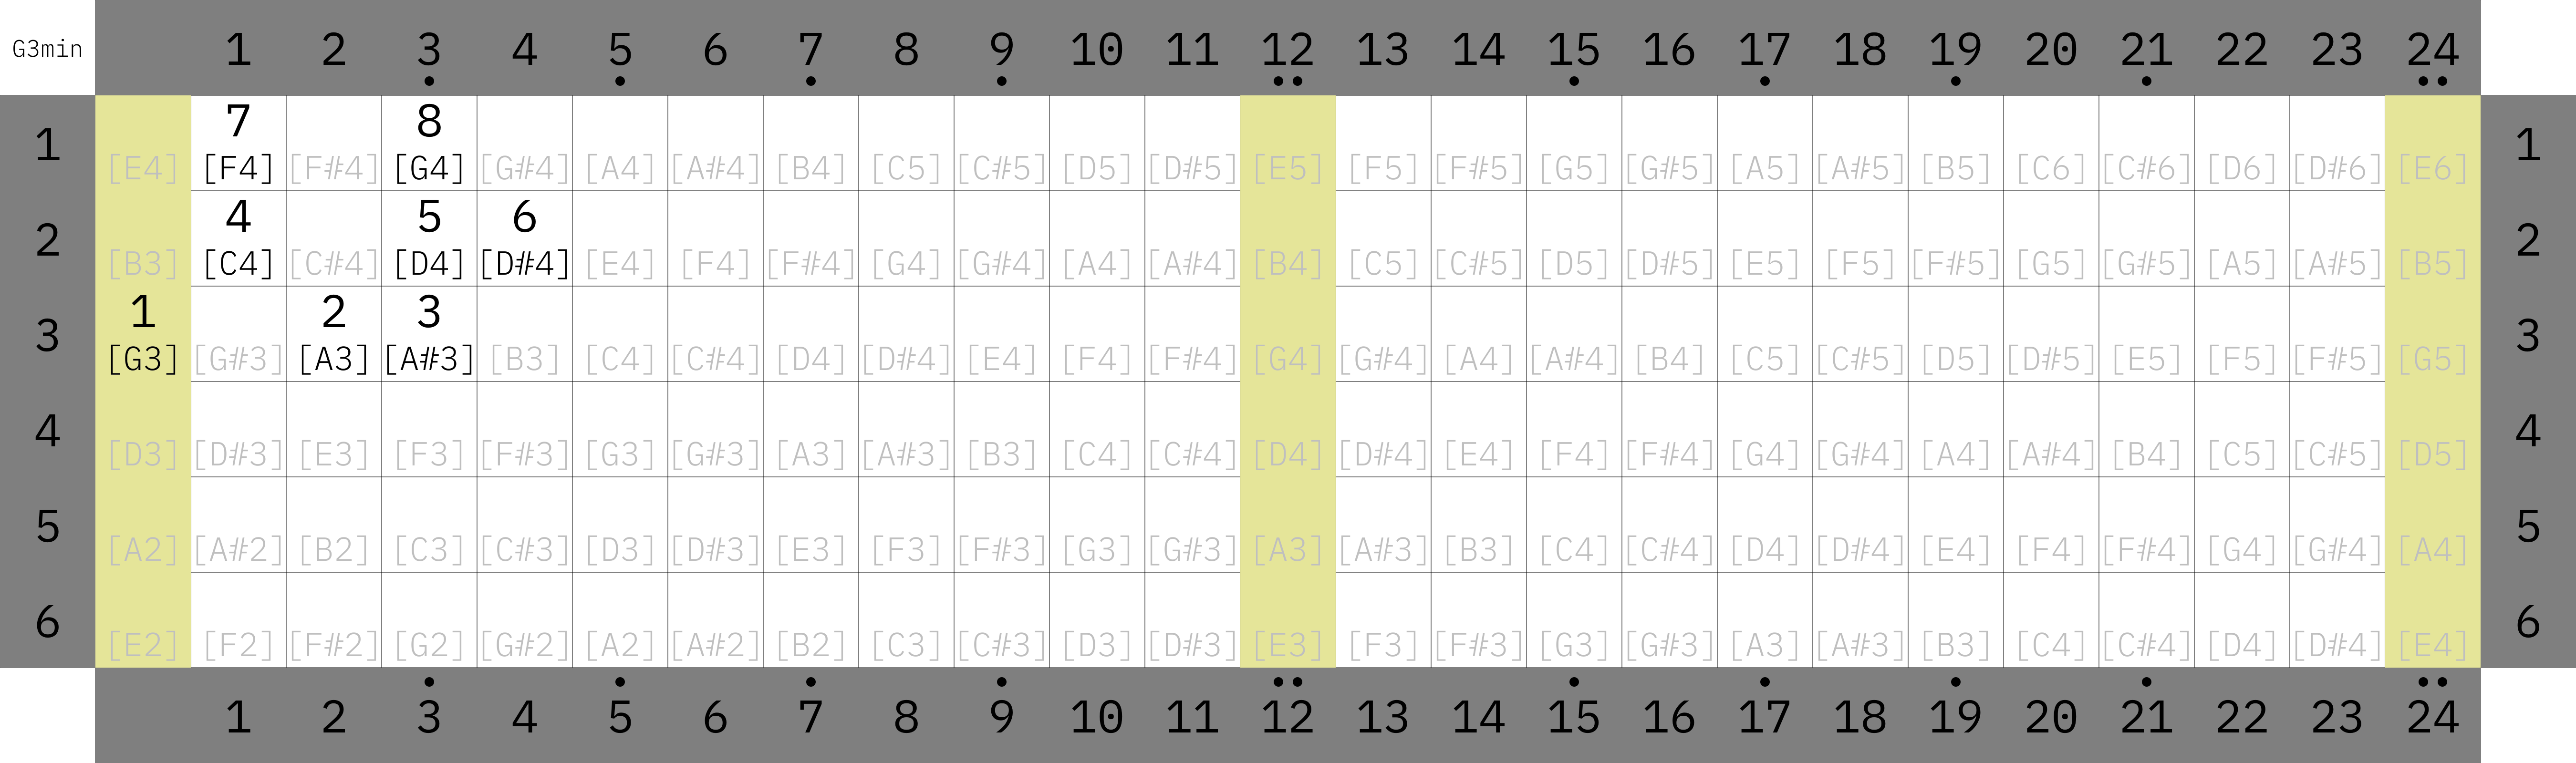 G3min 1 2 3 4 5 6 7 8 9 10 11 12 13 14 15 16 17 18 19 20 21 22 23 24
7 8
1 [E4] [F4] [F#4] [G4] [G#4] [A4] [A#4] [B4] [C5] [C#5] [D5] [D#5] [E5] [F5] [F#5] [G5] [G#5] [A5] [A#5] [B5] [C6] [C#6] [D6] [D#6] [E6] 1
4 5 6
2 [B3] [C4] [C#4] [D4] [D#4] [E4] [F4] [F#4] [G4] [G#4] [A4] [A#4] [B4] [C5] [C#5] [D5] [D#5] [E5] [F5] [F#5] [G5] [G#5] [A5] [A#5] [B5] 2
1 2 3
3 [G3] [G#3] [A3] [A#3] [B3] [C4] [C#4] [D4] [D#4] [E4] [F4] [F#4] [G4] [G#4] [A4] [A#4] [B4] [C5] [C#5] [D5] [D#5] [E5] [F5] [F#5] [G5] 3
4 [D3] [D#3] [E3] [F3] [F#3] [G3] [G#3] [A3] [A#3] [B3] [C4] [C#4] [D4] [D#4] [E4] [F4] [F#4] [G4] [G#4] [A4] [A#4] [B4] [C5] [C#5] [D5] 4
5 [A2] [A#2] [B2] [C3] [C#3] [D3] [D#3] [E3] [F3] [F#3] [G3] [G#3] [A3] [A#3] [B3] [C4] [C#4] [D4] [D#4] [E4] [F4] [F#4] [G4] [G#4] [A4] 5
6 [E2] [F2] [F#2] [G2] [G#2] [A2] [A#2] [B2] [C3] [C#3] [D3] [D#3] [E3] [F3] [F#3] [G3] [G#3] [A3] [A#3] [B3] [C4] [C#4] [D4] [D#4] [E4] 6
1 2 3 4 5 6 7 8 9 10 11 12 13 14 15 16 17 18 19 20 21 22 23 24